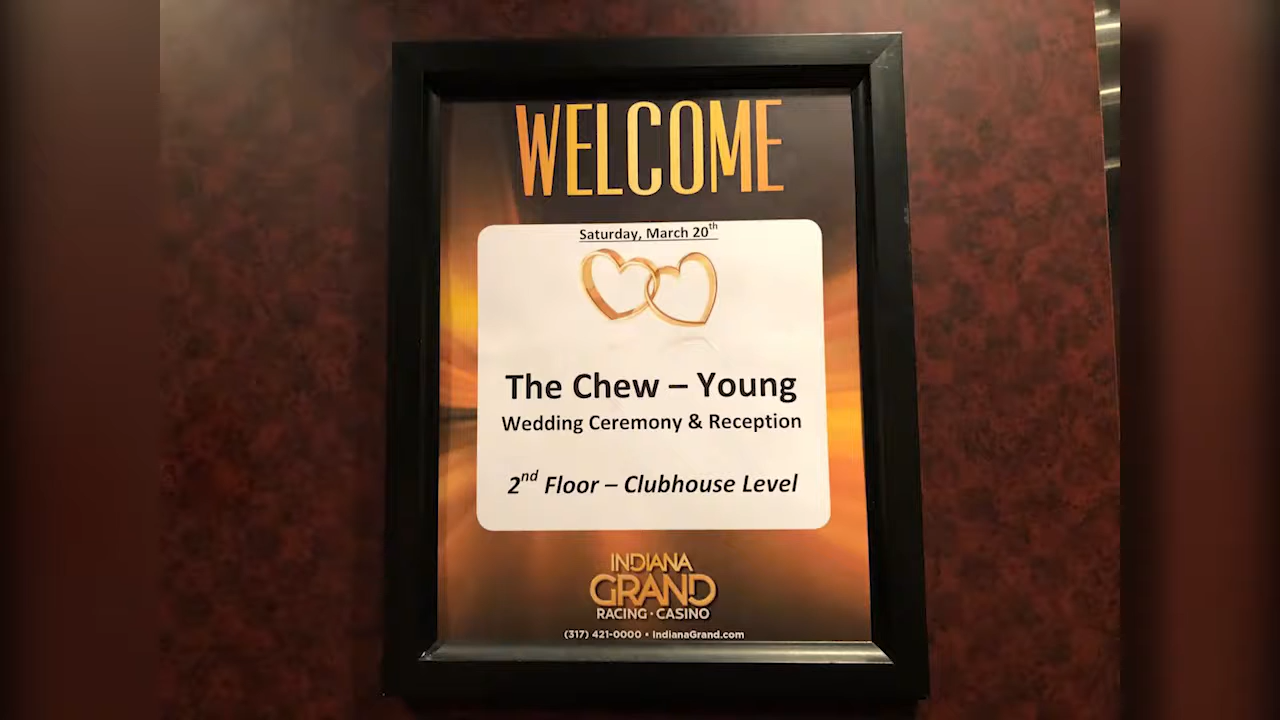 WELCOME
Saturday, March 20th
The Chew – Young
Wedding Ceremony & Reception
2nd Floor – Clubhouse Level
INDIANA
GRAND
RACING · CASINO
(317) 421-0000 • IndianaGrand.com